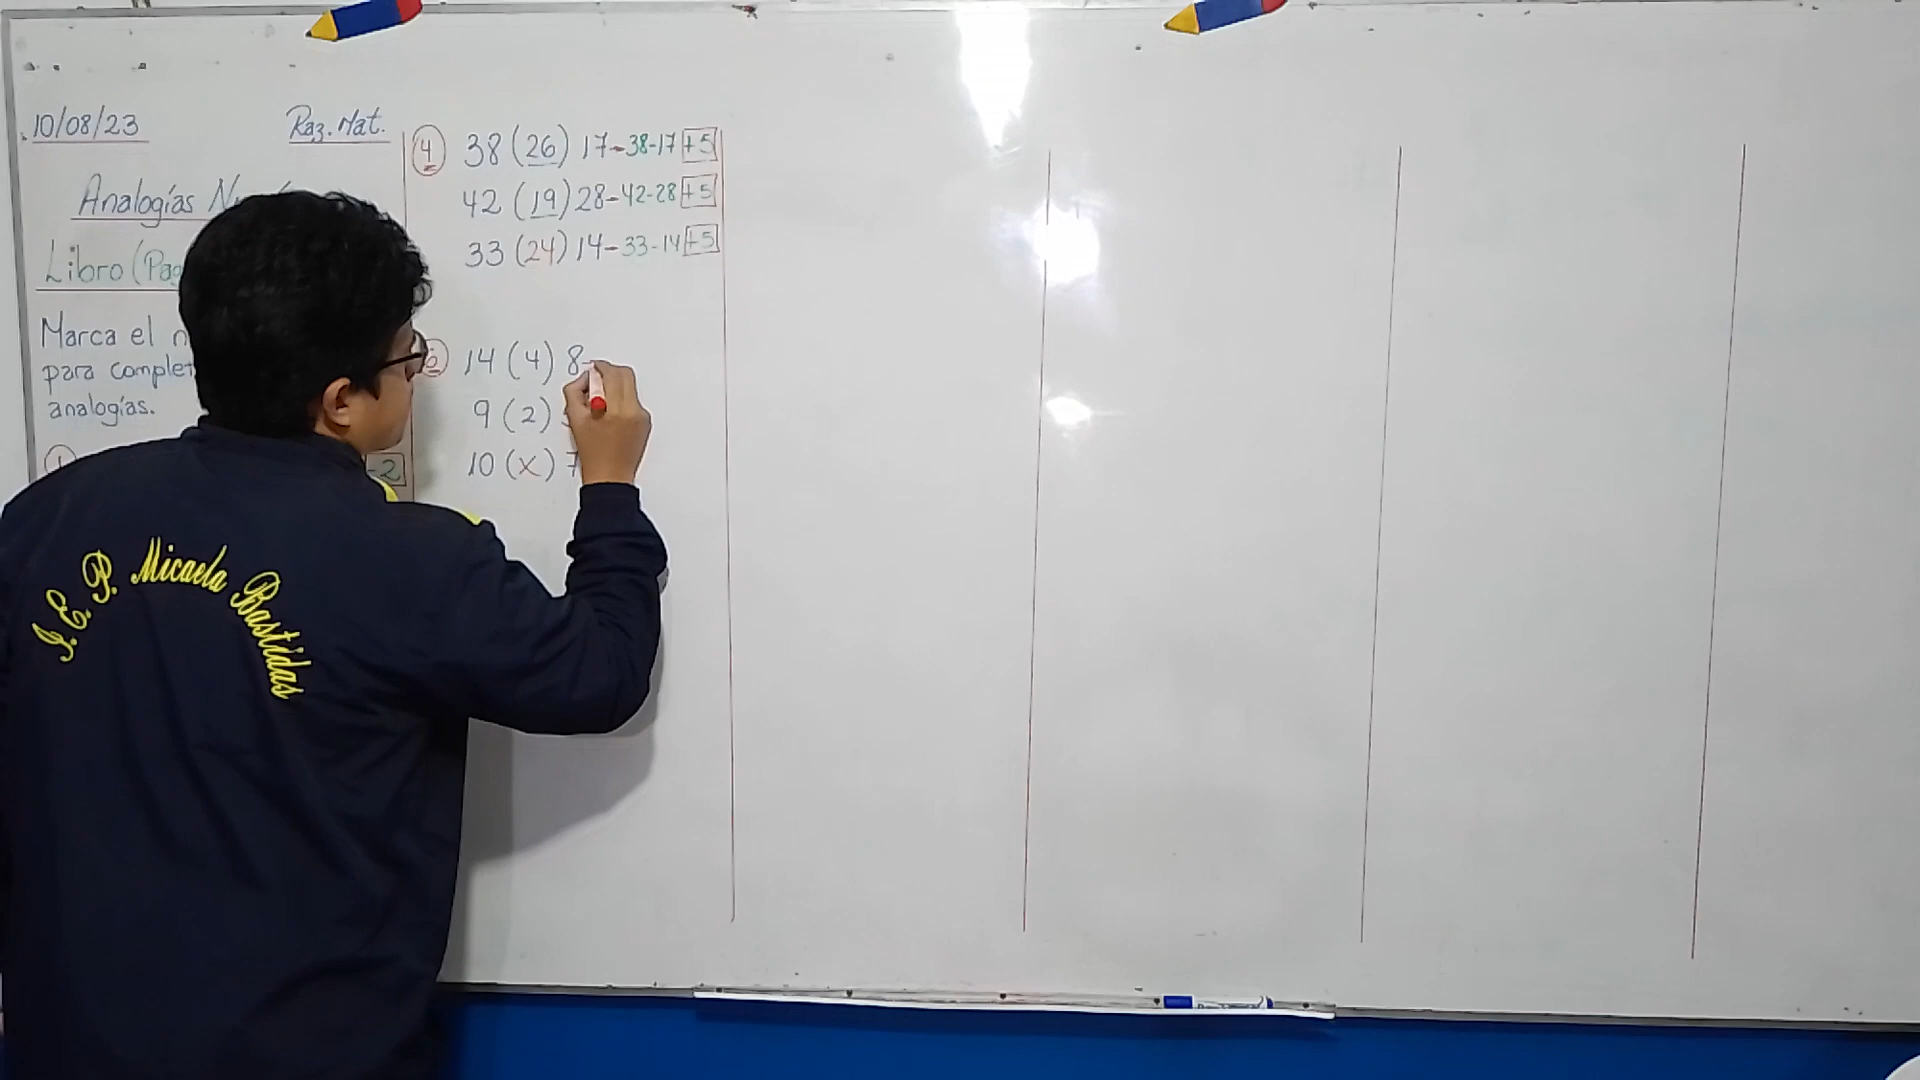 10/08/23
Raz. Mat.
Analogías
Libro (Pag
Marca el
para complet
analogías.
1
-2
4 38 (26) 17-38-17 +5
42 (19) 28-42-28 +5
33 (24) 14-33-14 +5
14 (4) 8-
9 (2)
10 (x) 7
I.E.P. Micaela Bastidas